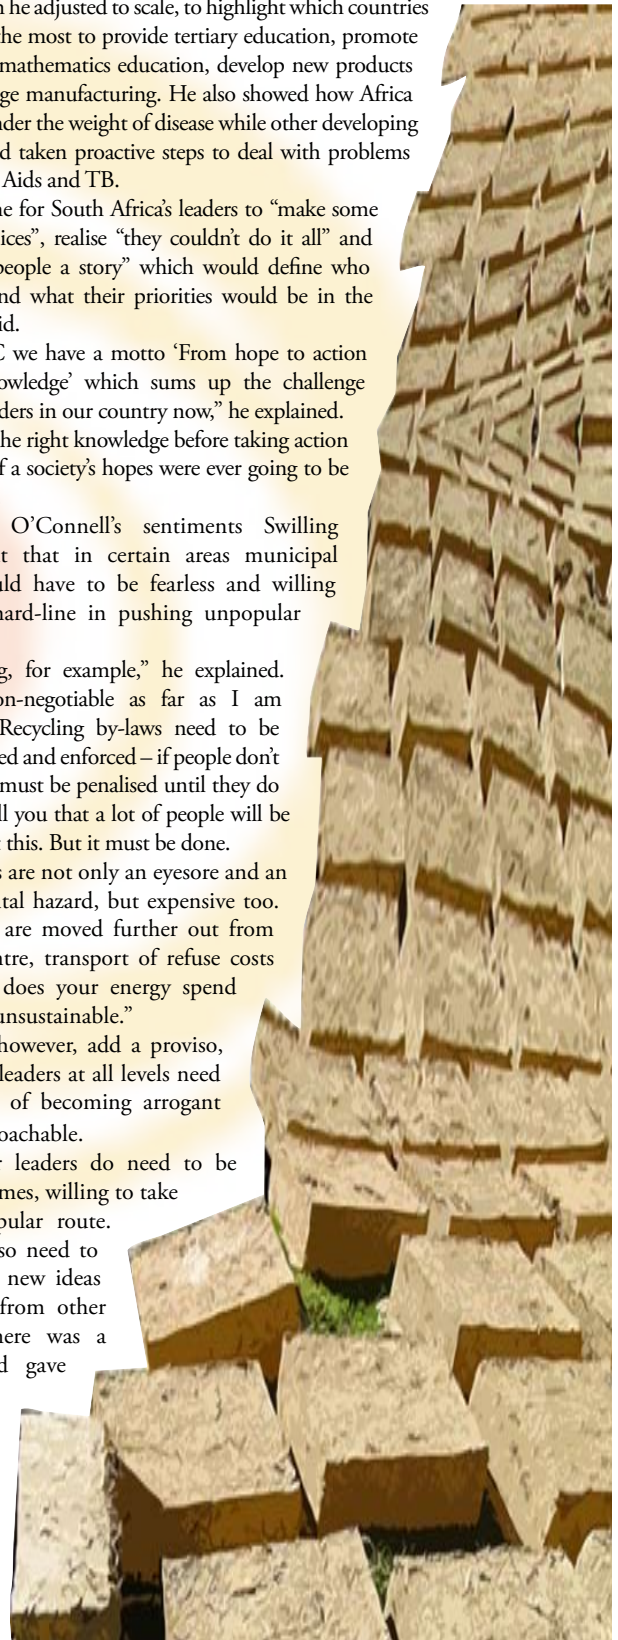 he adjusted to scale, to highlight which countries
the most to provide tertiary education, promote
mathematics education, develop new products
ge manufacturing. He also showed how Africa
nder the weight of disease while other developing
d taken proactive steps to deal with problems
Aids and TB.
ne for South Africa’s leaders to “make some
ices”, realise “they couldn’t do it all” and
people a story” which would define who
nd what their priorities would be in the
id.
C we have a motto ‘From hope to action
owledge’ which sums up the challenge
ders in our country now,” he explained.
he right knowledge before taking action
f a society’s hopes were ever going to be
O’Connell’s sentiments Swilling
t that in certain areas municipal
uld have to be fearless and willing
hard-line in pushing unpopular
g, for example,” he explained.
on-negotiable as far as I am
Recycling by-laws need to be
ed and enforced – if people don’t
must be penalised until they do
ll you that a lot of people will be
t this. But it must be done.
s are not only an eyesore and an
tal hazard, but expensive too.
are moved further out from
ntre, transport of refuse costs
does your energy spend
unsustainable.”
however, add a proviso,
leaders at all levels need
of becoming arrogant
oachable.
r leaders do need to be
mes, willing to take
pular route.
so need to
new ideas
from other
here was a
d gave